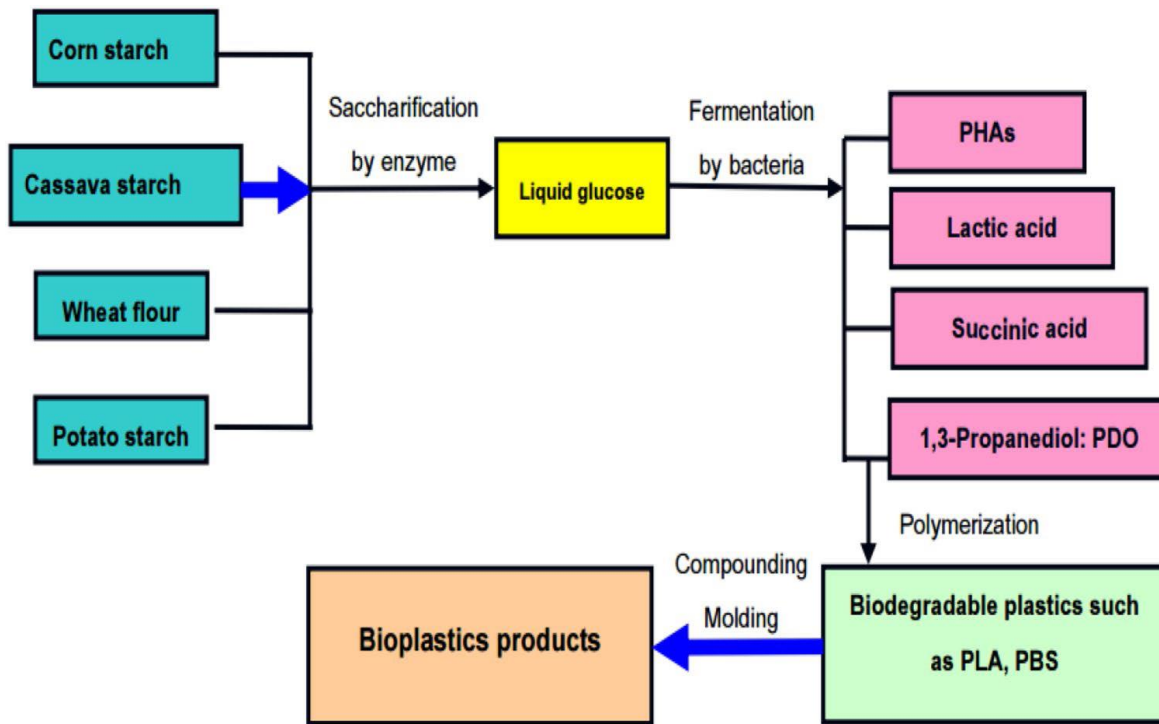 Corn starch
Cassava starch
Wheat flour
Potato starch
Saccharification
by enzyme
Liquid glucose
Fermentation
by bacteria
PHAs
Lactic acid
Succinic acid
1,3-Propanediol: PDO
Polymerization
Biodegradable plastics such
as PLA, PBS
Compounding
Molding
Bioplastics products